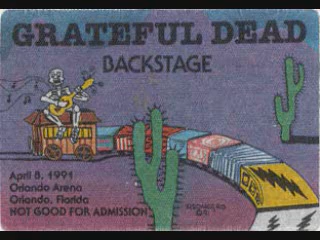 GRATEFUL DEAD
BACKSTAGE
April 8, 1991
Orlando Arena
Orlando, Florida
NOT GOOD FOR ADMISSION